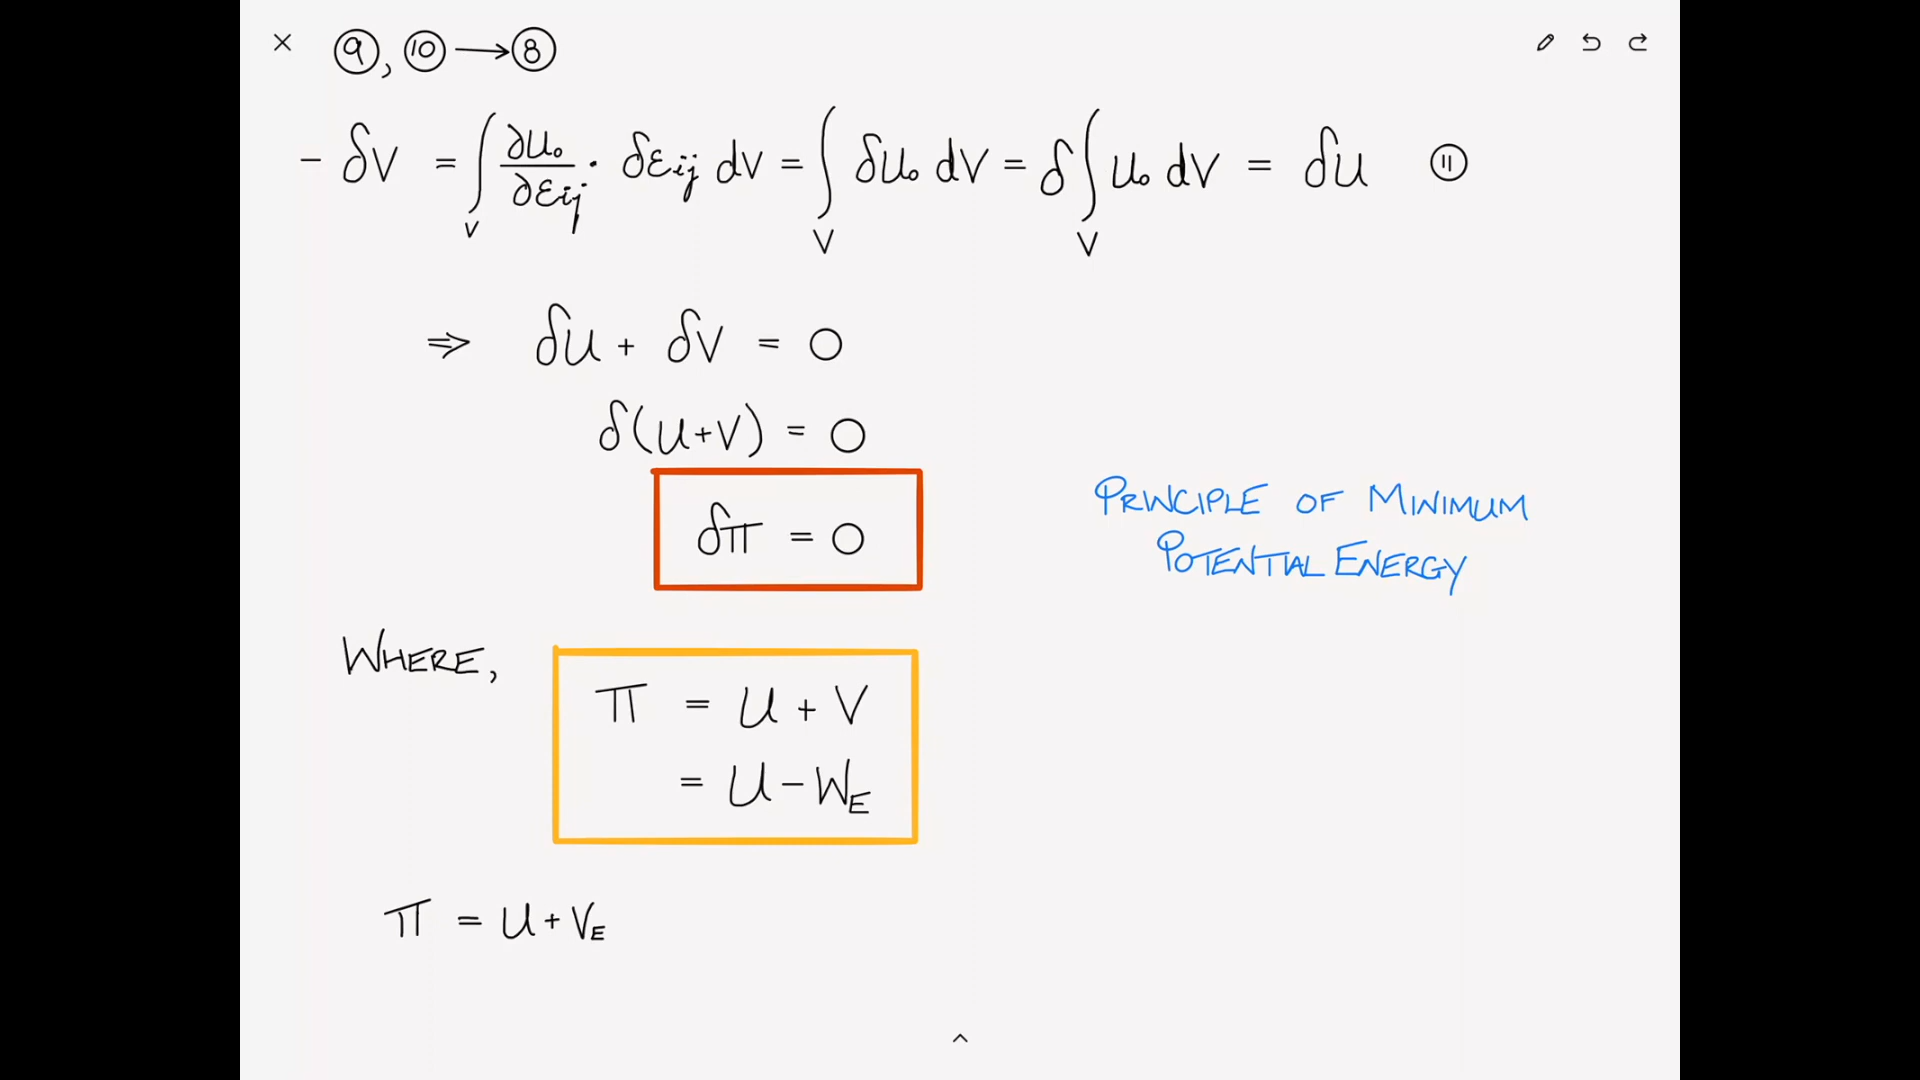 ⑨, ⑩ → ⑧
- δV = ∫_V ∂U₀/∂εij · δεij dV = ∫_V δU₀ dV = δ∫_V U₀ dV = δU ⑪
⇒ δU + δV = 0
δ(U+V) = 0
δπ = 0
PRINCIPLE OF MINIMUM
POTENTIAL ENERGY
WHERE,
π = U + V
= U - W_E
π = U + V_E